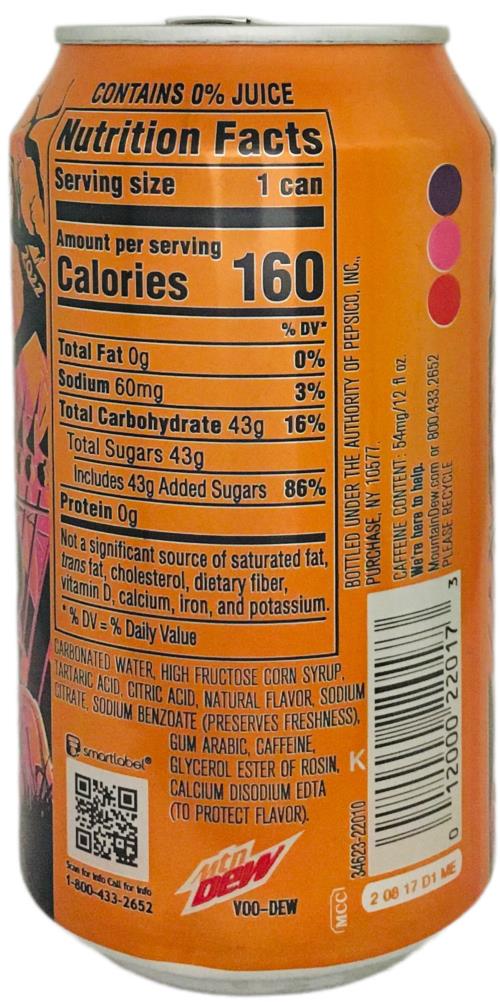 CONTAINS 0% JUICE
Nutrition Facts
Serving size 1 can
Amount per serving
Calories 160
% DV*
Total Fat 0g 0%
Sodium 60mg 3%
Total Carbohydrate 43g 16%
Total Sugars 43g
Includes 43g Added Sugars 86%
Protein 0g
Not a significant source of saturated fat,
trans fat, cholesterol, dietary fiber,
vitamin D, calcium, iron, and potassium.
* % DV = % Daily Value
CARBONATED WATER, HIGH FRUCTOSE CORN SYRUP,
TARTARIC ACID, CITRIC ACID, NATURAL FLAVOR, SODIUM
CITRATE, SODIUM BENZOATE (PRESERVES FRESHNESS),
GUM ARABIC, CAFFEINE,
GLYCEROL ESTER OF ROSIN,
CALCIUM DISODIUM EDTA
(TO PROTECT FLAVOR).
smartlabel®
Scan for info Call for info
1-800-433-2652
mtn
DEW
VOO-DEW
BOTTLED UNDER THE AUTHORITY OF PEPSICO, INC.,
PURCHASE, NY 10577.
CAFFEINE CONTENT: 54mg/12 fl oz.
We're here to help.
MountainDew.com or 800.433.2652
PLEASE RECYCLE
K
34623-22010
MCC
0 12000 22017 3
2 08 17 D1 ME
2022